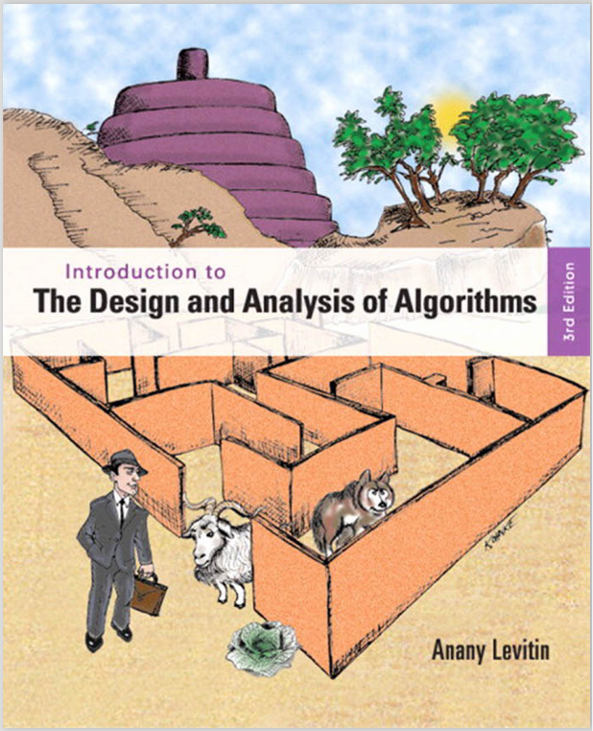 Introduction to
The Design and Analysis of Algorithms
3rd Edition
Anany Levitin